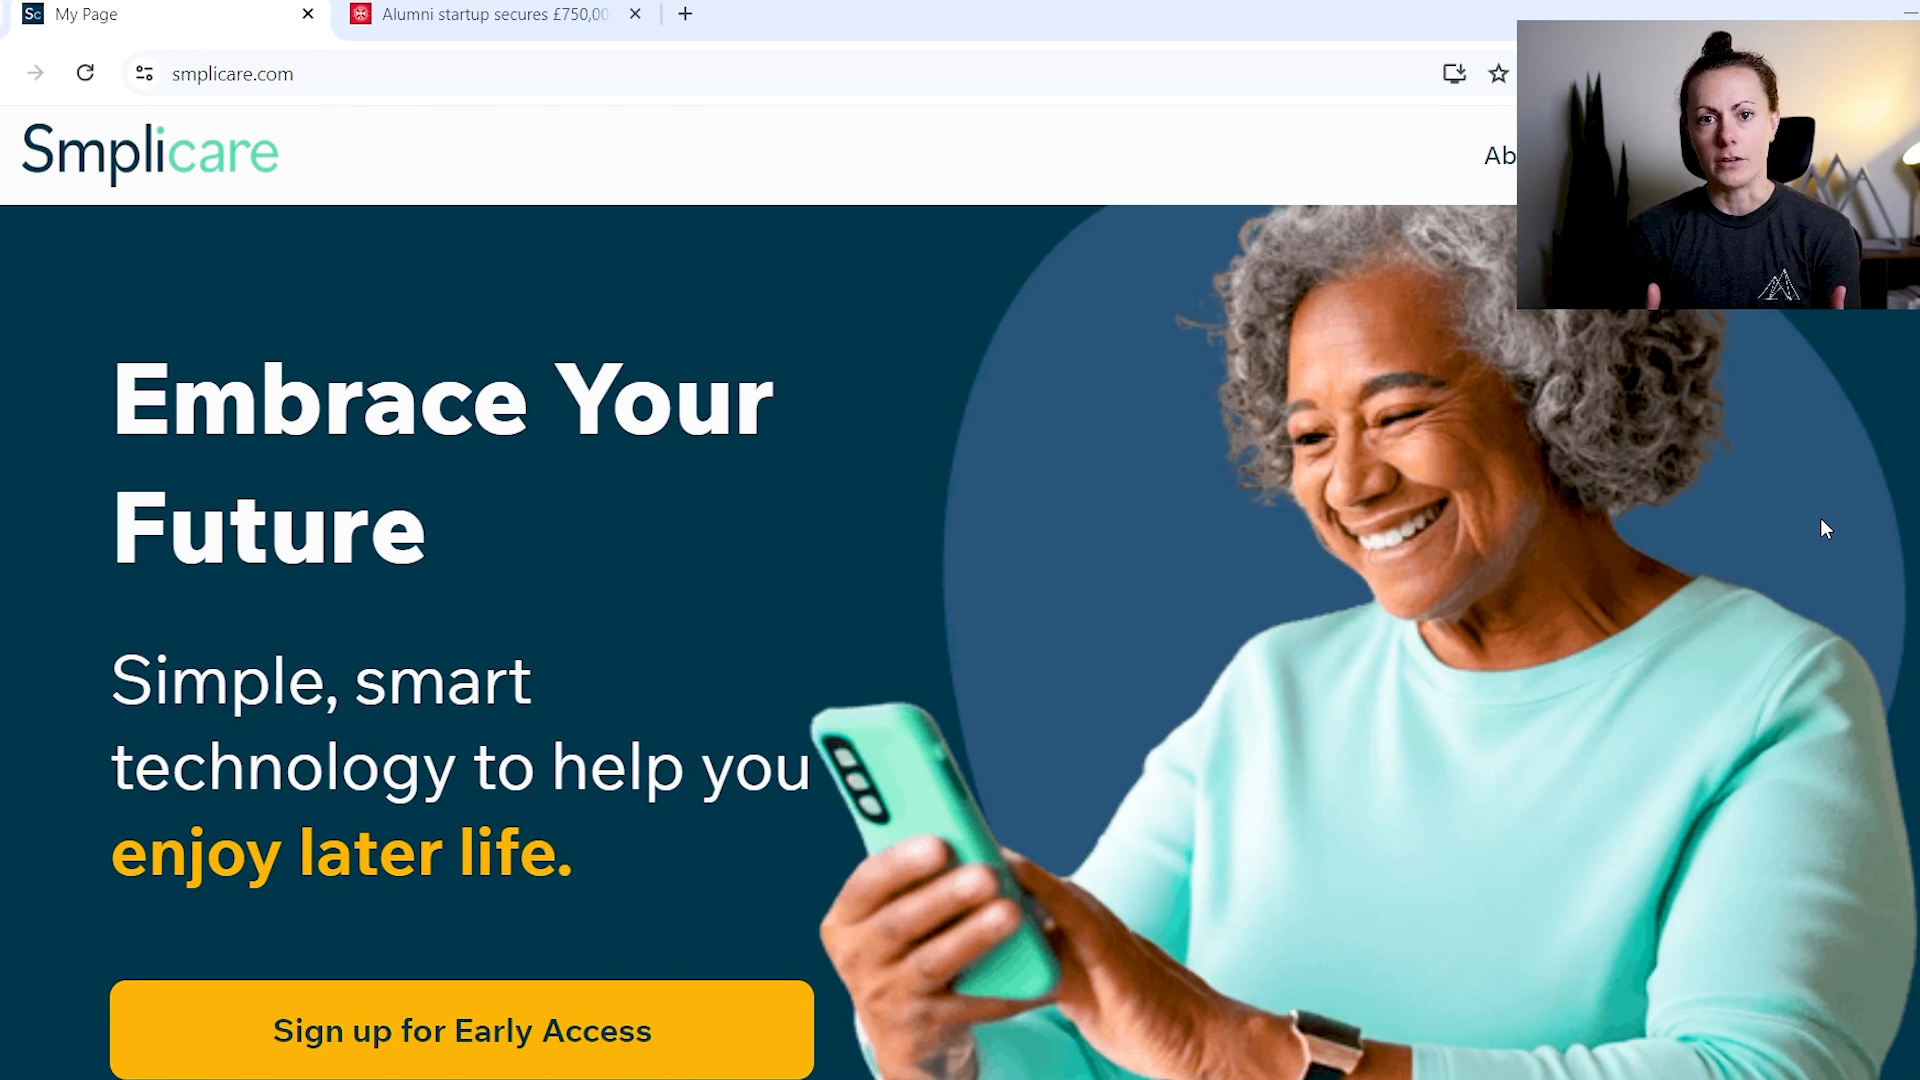 Sc My Page
Alumni startup secures £750,00
smplicare.com
Smplicare
Ab
Embrace Your
Future
Simple, smart
technology to help you
enjoy later life.
Sign up for Early Access